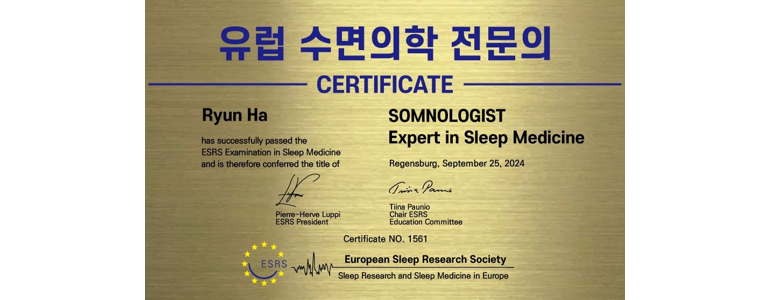 유럽 수면의학 전문의
CERTIFICATE
Ryun Ha
has successfully passed the
ESRS Examination in Sleep Medicine
and is therefore conferred the title of
SOMNOLOGIST
Expert in Sleep Medicine
Regensburg, September 25, 2024
Pierre-Herve Luppi
ESRS President
Tiina Paunio
Tiina Paunio
Chair ESRS
Education Committee
Certificate NO. 1561
ESRS
European Sleep Research Society
Sleep Research and Sleep Medicine in Europe